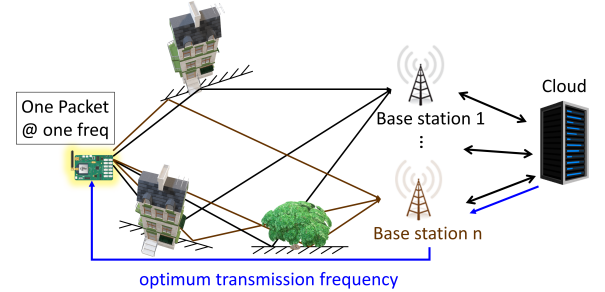 One Packet
@ one freq
Cloud
Base station 1
⋮
Base station n
optimum transmission frequency